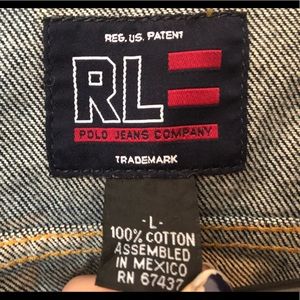 REG. US. PATENT
RL
POLO JEANS COMPANY
TRADEMARK
- L -
100% COTTON
ASSEMBLED
IN MEXICO
RN 67437